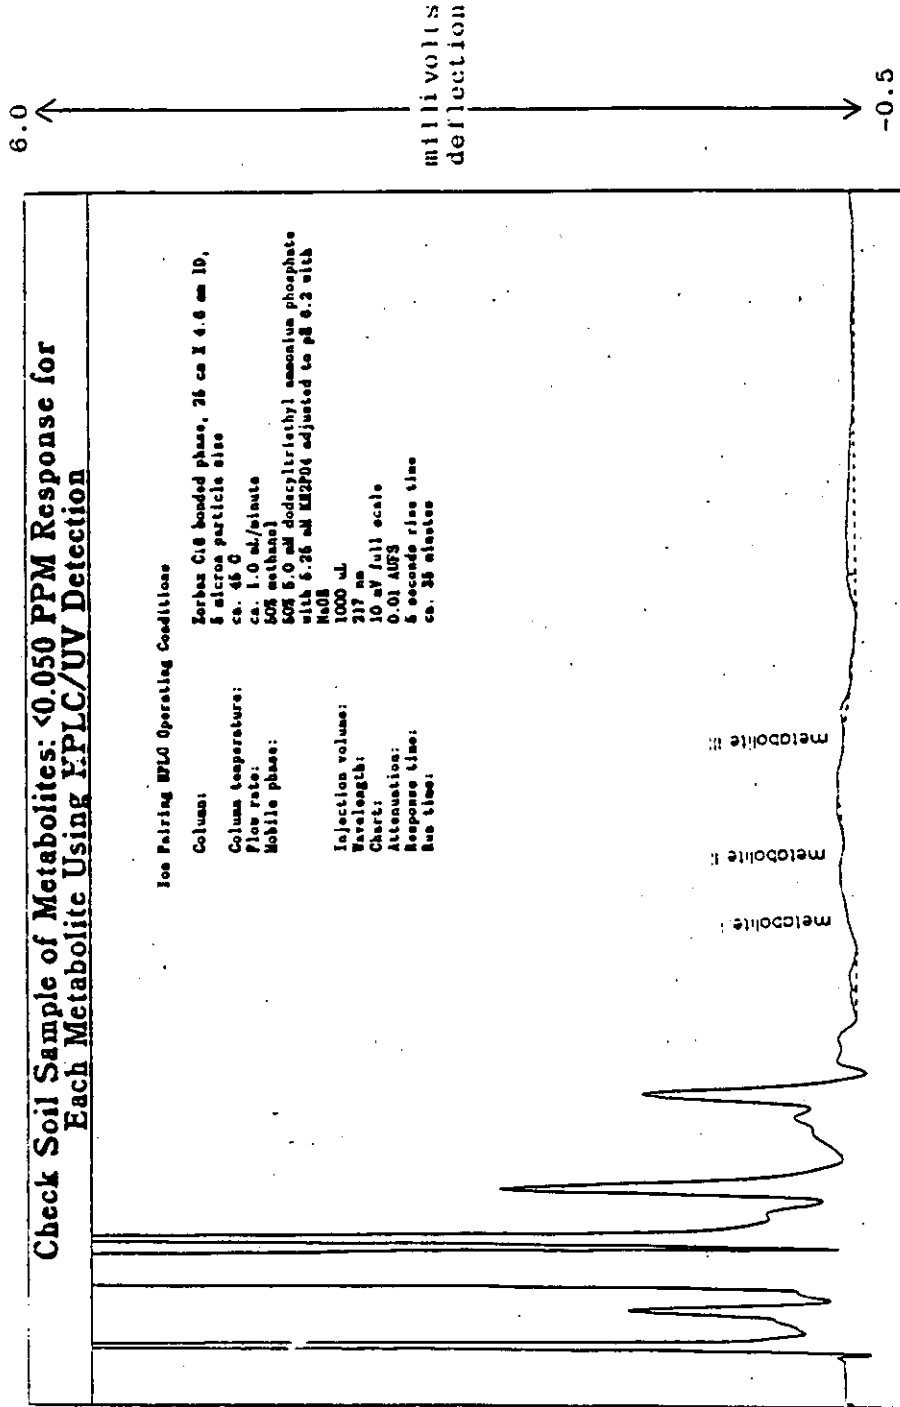 Check Soil Sample of Metabolites: <0.050 PPM Response for
Each Metabolite Using HPLC/UV Detection
Ion Pairing HPLC Operating Conditions
Column: Zorbax C18 bonded phase, 25 cm X 4.6 mm ID,
5 micron particle size
Column temperature: ca. 45 C
Flow rate: ca. 1.0 mL/minute
Mobile phase: 50% methanol
50% 5.0 mM dodecyltriethyl ammonium phosphate
with 6.25 mM KH2PO4 adjusted to pH 6.2 with
NaOH
Injection volume: 1000 uL
Wavelength: 217 nm
Chart: 10 mV full scale
Attenuation: 0.01 AUFS
Response time: 5 seconds rise time
Run time: ca. 35 minutes
metabolite I
metabolite II
metabolite III
6.0
millivolts
deflection
-0.5